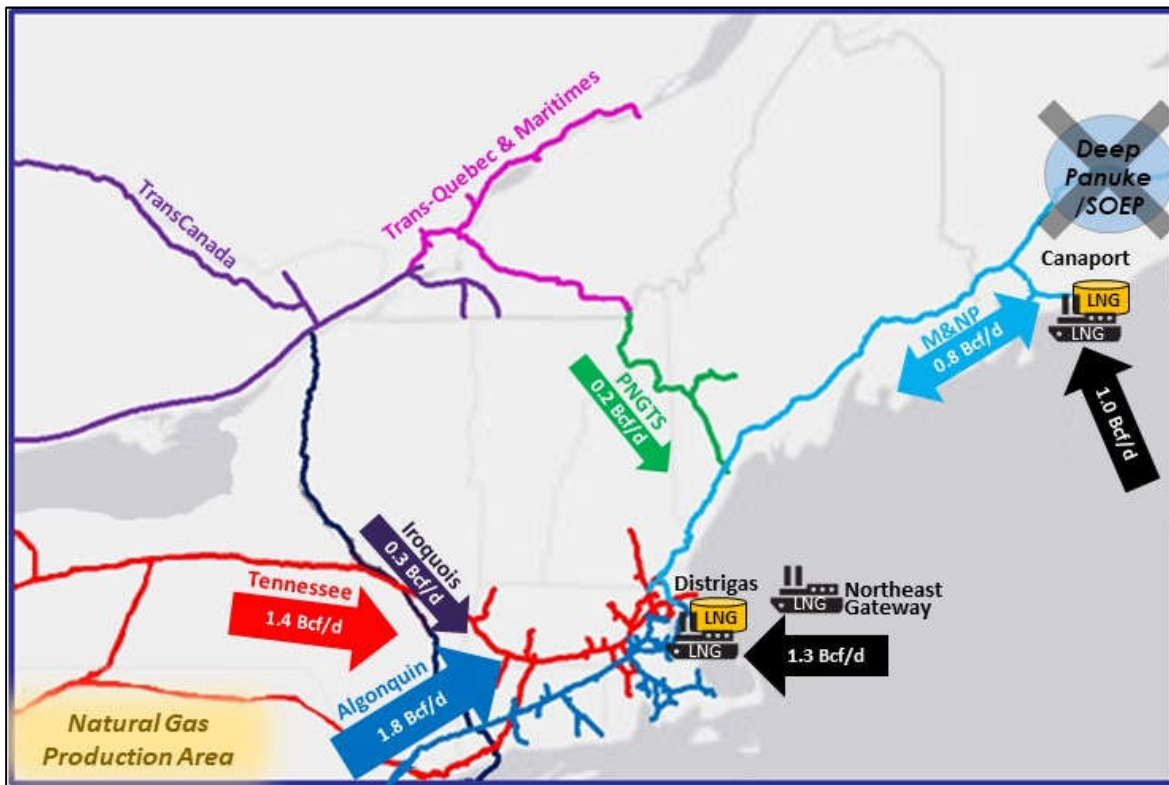 Deep
Panuke
/SOEP
Trans-Quebec & Maritimes
TransCanada
Canaport
LNG
LNG
M&NP
0.8 Bcf/d
1.0 Bcf/d
PNGTS
0.2 Bcf/d
Iroquois
0.3 Bcf/d
Tennessee
1.4 Bcf/d
Distrigas
LNG
LNG
LNG
Northeast
Gateway
1.3 Bcf/d
Algonquin
1.8 Bcf/d
Natural Gas
Production Area